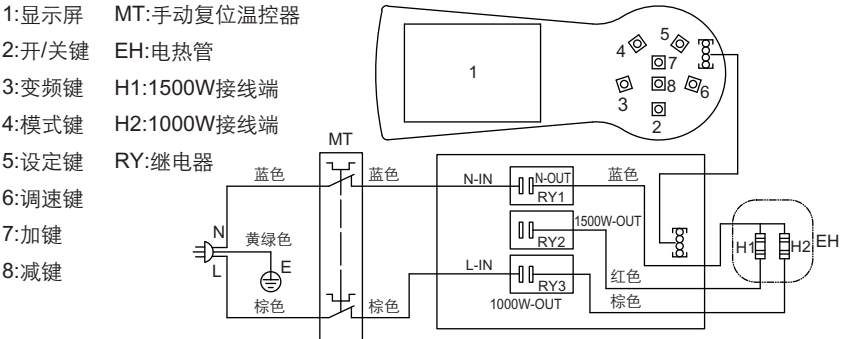 1:显示屏 MT:手动复位温控器
2:开/关键 EH:电热管
3:变频键 H1:1500W接线端
4:模式键 H2:1000W接线端
5:设定键 RY:继电器
6:调速键
7:加键
8:减键
1
4
5
7
8
3
6
2
MT
蓝色
蓝色
N-IN
N-OUT
蓝色
RY1
N
黄绿色
1500W-OUT
RY2
H1
H2
EH
L
E
L-IN
红色
RY3
棕色
棕色
1000W-OUT
棕色